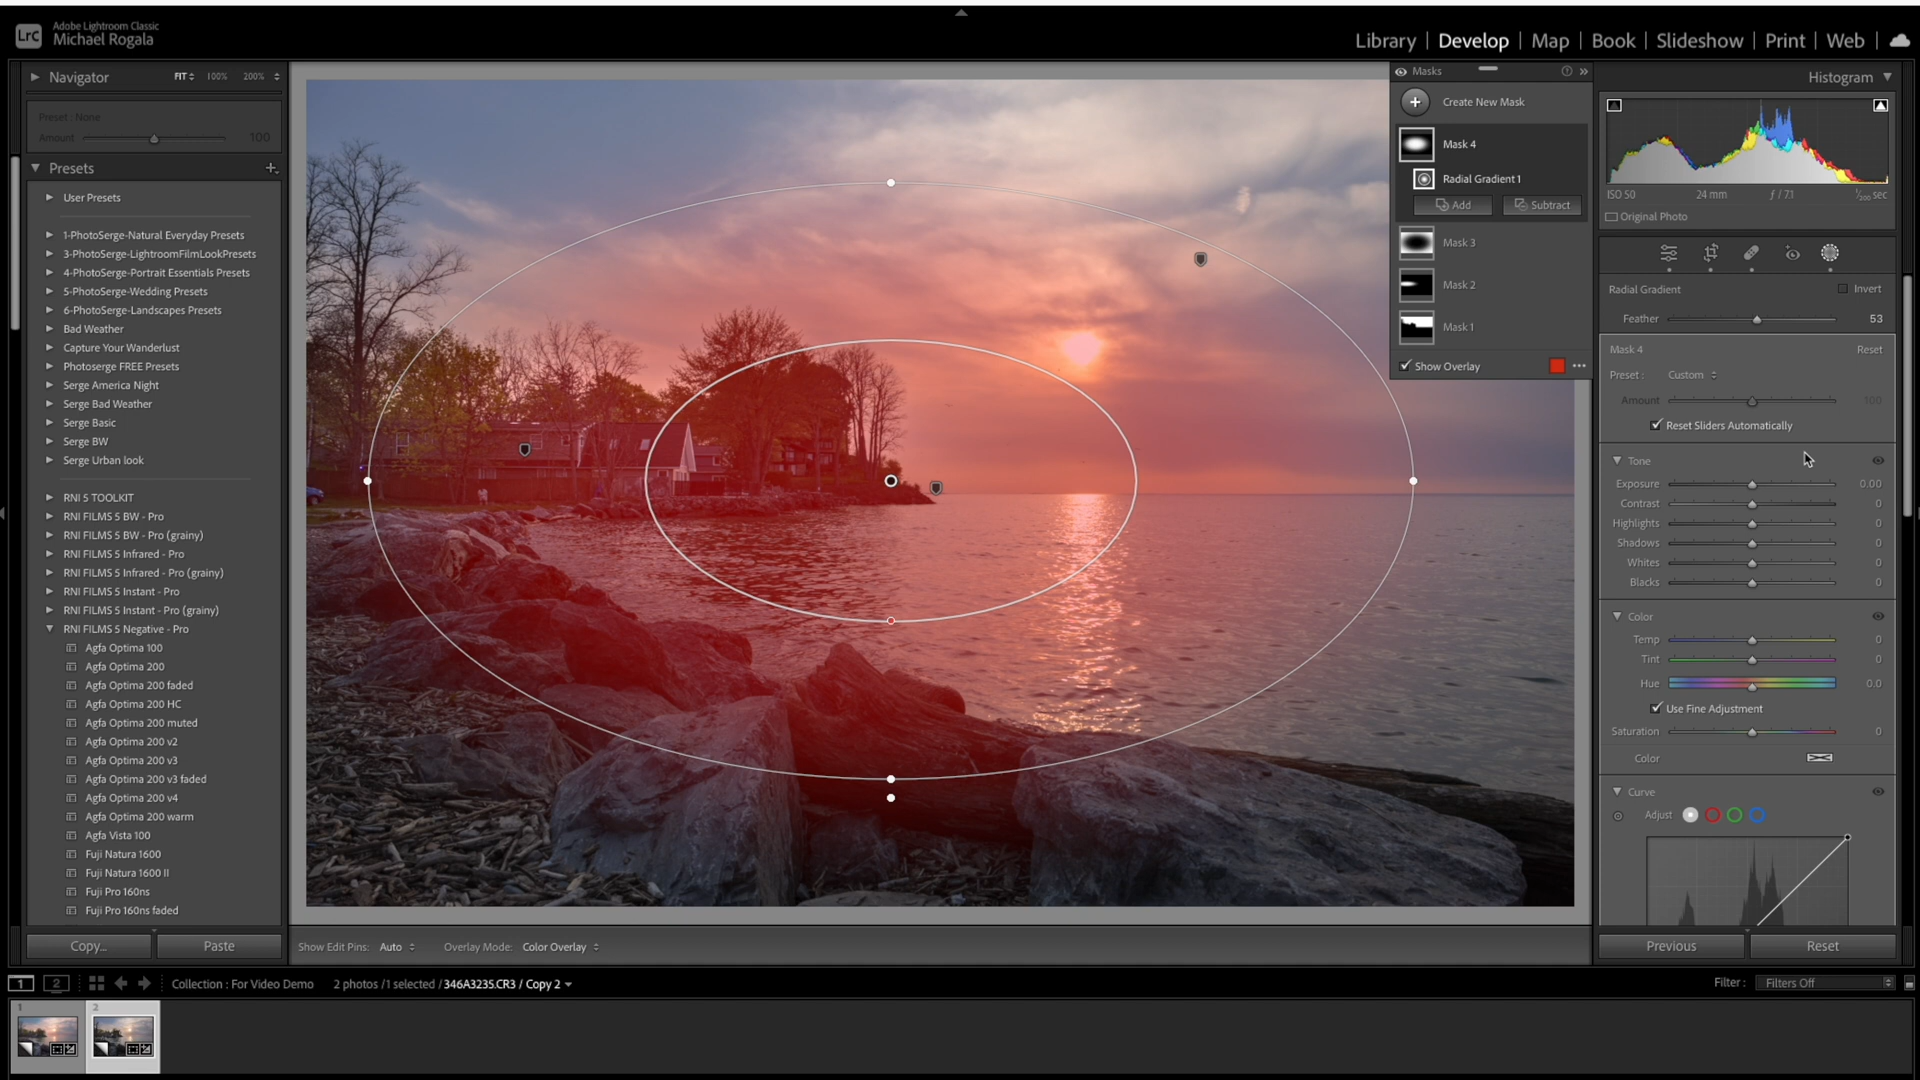 LrC
Adobe Lightroom Classic
Michael Rogala
Library | Develop | Map | Book | Slideshow | Print | Web
Navigator
FIT 100% 200%
Preset : None
Amount 100
Presets
User Presets
1-PhotoSerge-Natural Everyday Presets
3-PhotoSerge-LightroomFilmLookPresets
4-PhotoSerge-Portrait Essentials Presets
5-PhotoSerge-Wedding Presets
6-PhotoSerge-Landscapes Presets
Bad Weather
Capture Your Wanderlust
Photoserge FREE Presets
Serge America Night
Serge Bad Weather
Serge Basic
Serge BW
Serge Urban look
RNI 5 TOOLKIT
RNI FILMS 5 BW - Pro
RNI FILMS 5 BW - Pro (grainy)
RNI FILMS 5 Infrared - Pro
RNI FILMS 5 Infrared - Pro (grainy)
RNI FILMS 5 Instant - Pro
RNI FILMS 5 Instant - Pro (grainy)
RNI FILMS 5 Negative - Pro
Agfa Optima 100
Agfa Optima 200
Agfa Optima 200 faded
Agfa Optima 200 HC
Agfa Optima 200 muted
Agfa Optima 200 v2
Agfa Optima 200 v3
Agfa Optima 200 v3 faded
Agfa Optima 200 v4
Agfa Optima 200 warm
Agfa Vista 100
Fuji Natura 1600
Fuji Natura 1600 II
Fuji Pro 160ns
Fuji Pro 160ns faded
Copy... Paste
Masks
Create New Mask
Mask 4
Radial Gradient 1
Add Subtract
Mask 3
Mask 2
Mask 1
Show Overlay
Histogram
ISO 50 24 mm ƒ / 7.1 1/200 sec
Original Photo
Radial Gradient Invert
Feather 53
Mask 4 Reset
Preset : Custom
Amount 100
Reset Sliders Automatically
Tone
Exposure 0.00
Contrast 0
Highlights 0
Shadows 0
Whites 0
Blacks 0
Color
Temp 0
Tint 0
Hue 0.0
Use Fine Adjustment
Saturation 0
Color
Curve
Adjust
Previous Reset
Show Edit Pins: Auto Overlay Mode: Color Overlay
1 2 Collection : For Video Demo 2 photos / 1 selected / 346A3235.CR3 / Copy 2 Filter : Filters Off
1 2